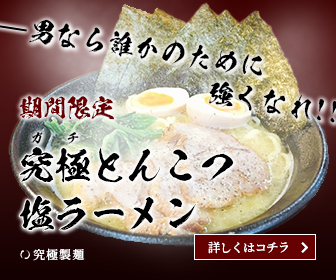 ―男なら誰かのために
強くなれ!!
期間限定
ガチ
究極とんこつ
塩ラーメン
究極製麺
詳しくはコチラ